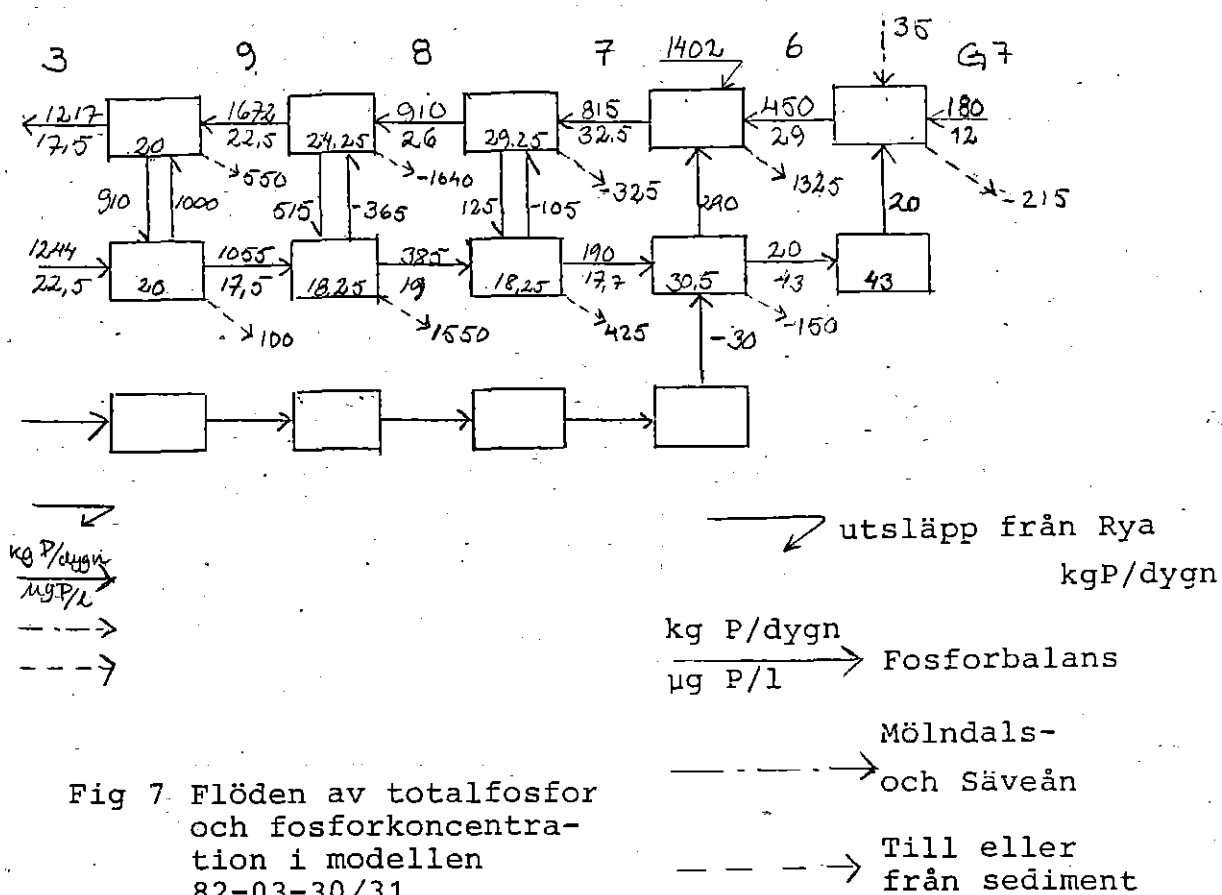 3 9 8 7 1402 6 35 G7
1217 1672 910 815 450 180
17,5 20 22,5 24,25 26 29.25 32,5 29 12
550 -1640 -325 1325 -215
910 1000 515 -365 125 -105 290 20
1244 1055 385 190 20
22,5 20 17,5 18.25 19 18,25 17,7 30,5 43 43
100 1550 425 -30 -150
kg P/dygn
µgP/l
utsläpp från Rya
kgP/dygn
kg P/dygn
µg P/l
Fosforbalans
Mölndals-
och Säveån
Till eller
från sediment
Fig 7 Flöden av totalfosfor
och fosforkoncentra-
tion i modellen
82-03-30/31